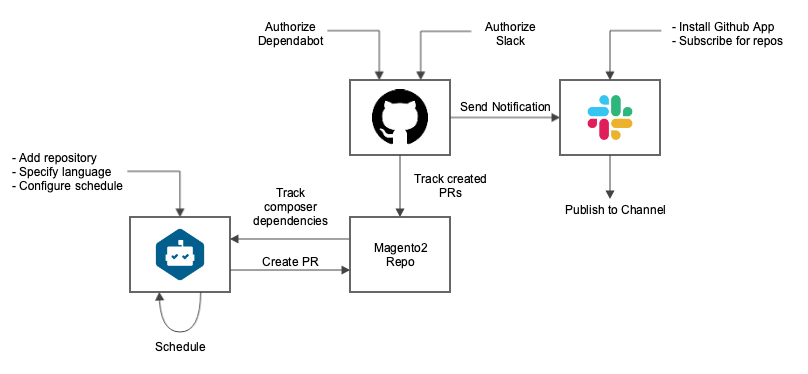 Authorize
Dependabot
Authorize
Slack
- Install Github App
- Subscribe for repos
Send Notification
- Add repository
- Specify language
- Configure schedule
Track created
PRs
Track
composer
dependencies
Publish to Channel
Magento2
Repo
Create PR
Schedule